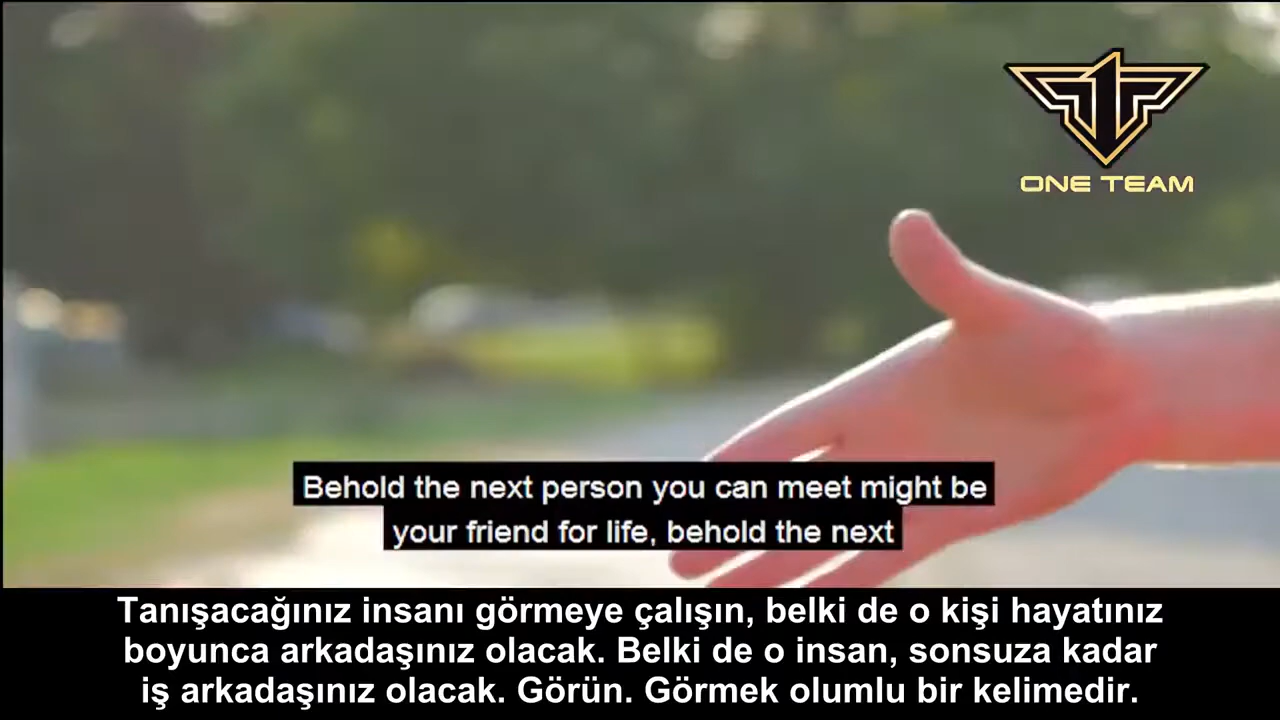 ONE TEAM
Behold the next person you can meet might be
your friend for life, behold the next
Tanışacağınız insanı görmeye çalışın, belki de o kişi hayatınız
boyunca arkadaşınız olacak. Belki de o insan, sonsuza kadar
iş arkadaşınız olacak. Görün. Görmek olumlu bir kelimedir.